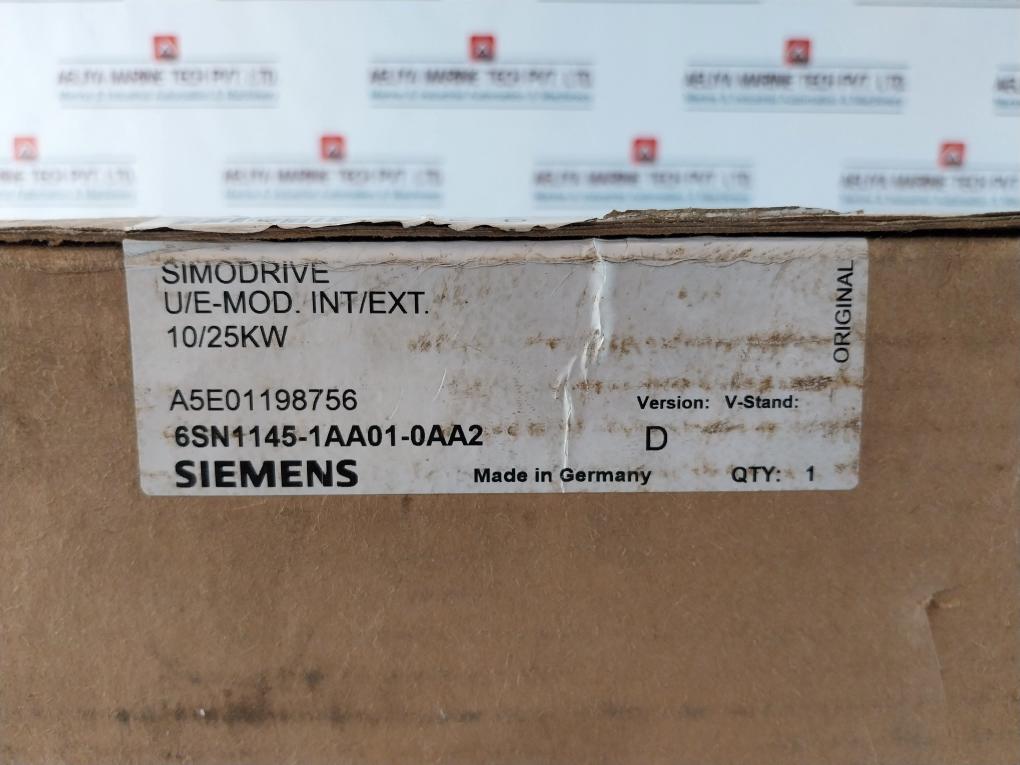 SIMODRIVE
U/E-MOD. INT/EXT.
10/25KW
ORIGINAL
A5E01198756
Version: V-Stand:
6SN1145-1AA01-0AA2
D
SIEMENS
Made in Germany
QTY: 1